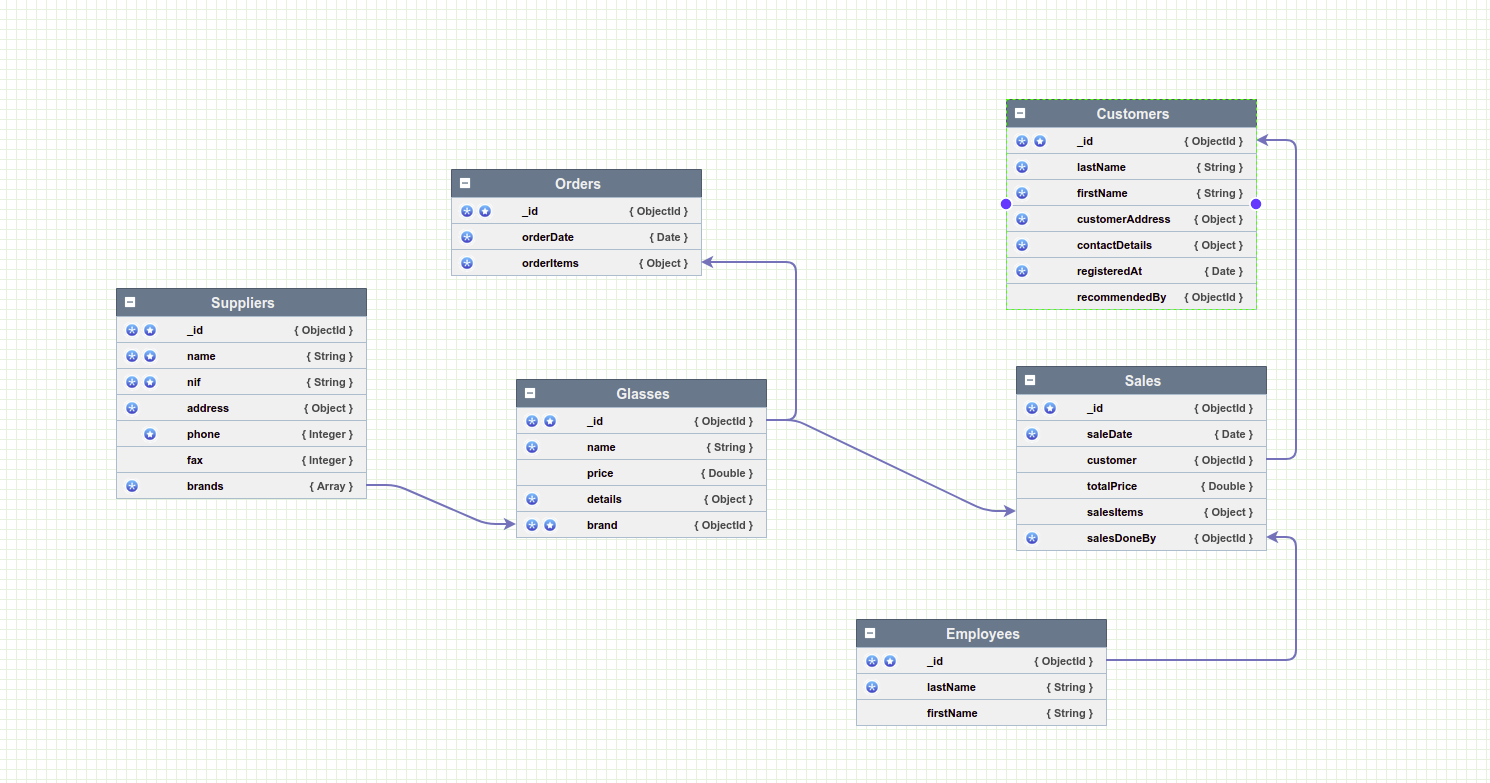 Customers
_id { ObjectId }
lastName { String }
firstName { String }
customerAddress { Object }
contactDetails { Object }
registeredAt { Date }
recommendedBy { ObjectId }
Orders
_id { ObjectId }
orderDate { Date }
orderItems { Object }
Suppliers
_id { ObjectId }
name { String }
nif { String }
address { Object }
phone { Integer }
fax { Integer }
brands { Array }
Glasses
_id { ObjectId }
name { String }
price { Double }
details { Object }
brand { ObjectId }
Sales
_id { ObjectId }
saleDate { Date }
customer { ObjectId }
totalPrice { Double }
salesItems { Object }
salesDoneBy { ObjectId }
Employees
_id { ObjectId }
lastName { String }
firstName { String }